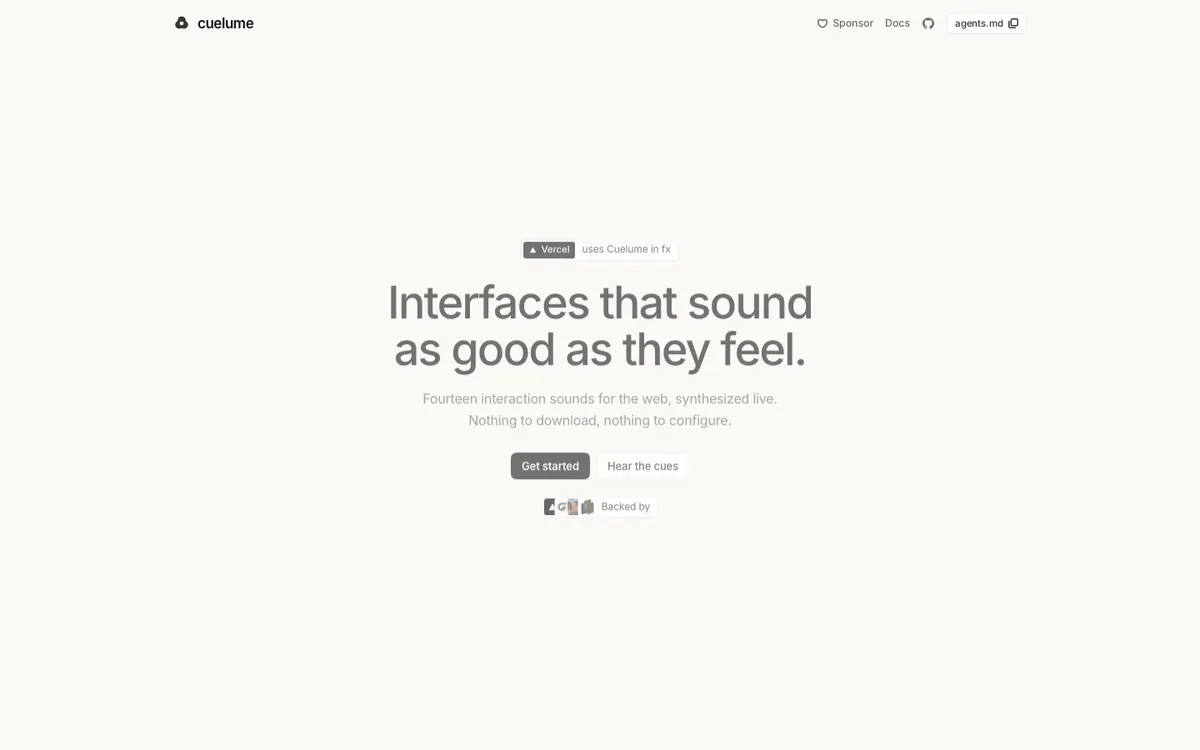 cuelume
Sponsor
Docs
agents.md
Vercel
uses Cuelume in fx
Interfaces that sound
as good as they feel.
Fourteen interaction sounds for the web, synthesized live.
Nothing to download, nothing to configure.
Get started
Hear the cues
Backed by